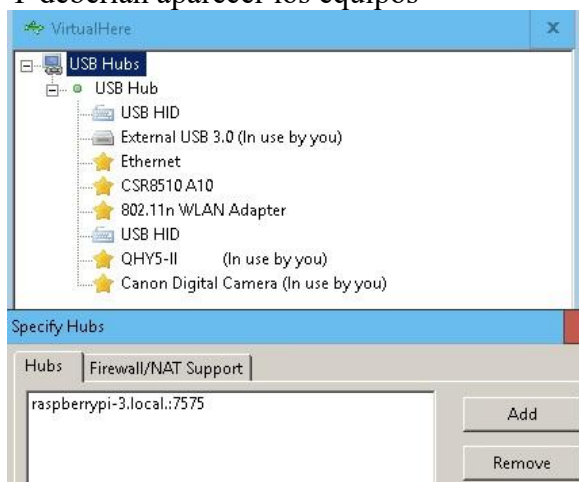 Y deberían aparecer los equipos
VirtualHere
USB Hubs
USB Hub
USB HID
External USB 3.0 (In use by you)
Ethernet
CSR8510 A10
802.11n WLAN Adapter
USB HID
QHY5-II (In use by you)
Canon Digital Camera (In use by you)
Specify Hubs
Hubs Firewall/NAT Support
raspberrypi-3.local.:7575
Add
Remove